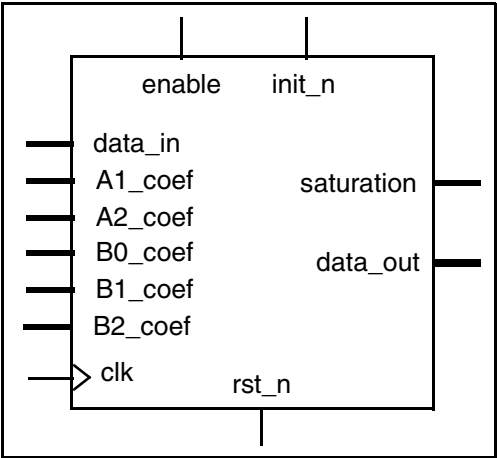 enable init_n
data_in
A1_coef
saturation
A2_coef
B0_coef
data_out
B1_coef
B2_coef
clk
rst_n